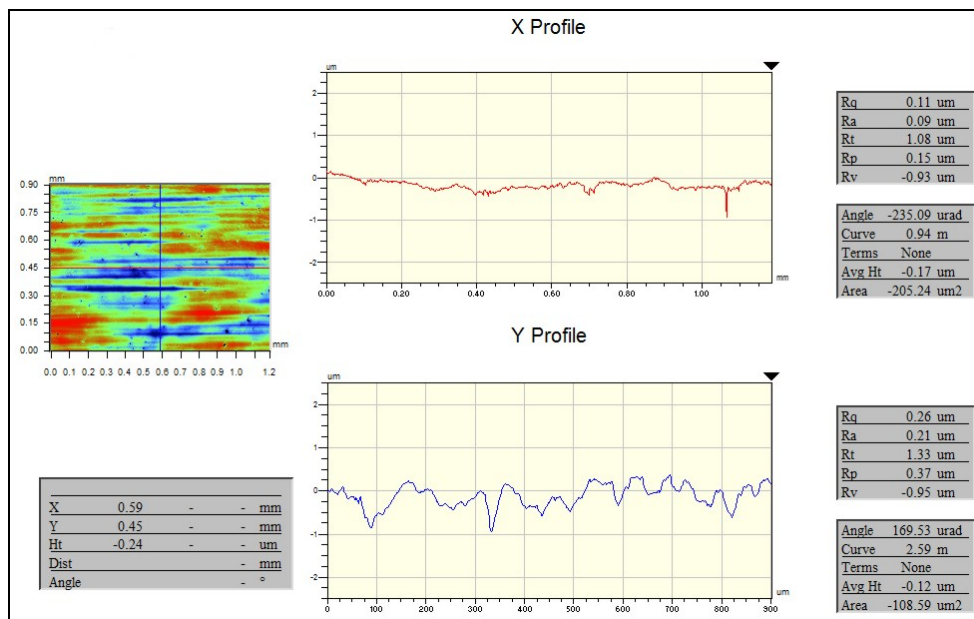 X Profile
um
2
1
0
-1
-2
0.00 0.20 0.40 0.60 0.80 1.00
mm
Rq 0.11 um
Ra 0.09 um
Rt 1.08 um
Rp 0.15 um
Rv -0.93 um
Angle -235.09 urad
Curve 0.94 m
Terms None
Avg Ht -0.17 um
Area -205.24 um2
mm
0.90
0.75
0.60
0.45
0.30
0.15
0.00
mm
0.0 0.1 0.2 0.3 0.4 0.5 0.6 0.7 0.8 0.9 1.0 1.2
Y Profile
um
2
1
0
-1
-2
0 100 200 300 400 500 600 700 800 900
um
Rq 0.26 um
Ra 0.21 um
Rt 1.33 um
Rp 0.37 um
Rv -0.95 um
X 0.59 - - mm
Y 0.45 - - mm
Ht -0.24 - - um
Dist - mm
Angle - °
Angle 169.53 urad
Curve 2.59 m
Terms None
Avg Ht -0.12 um
Area -108.59 um2